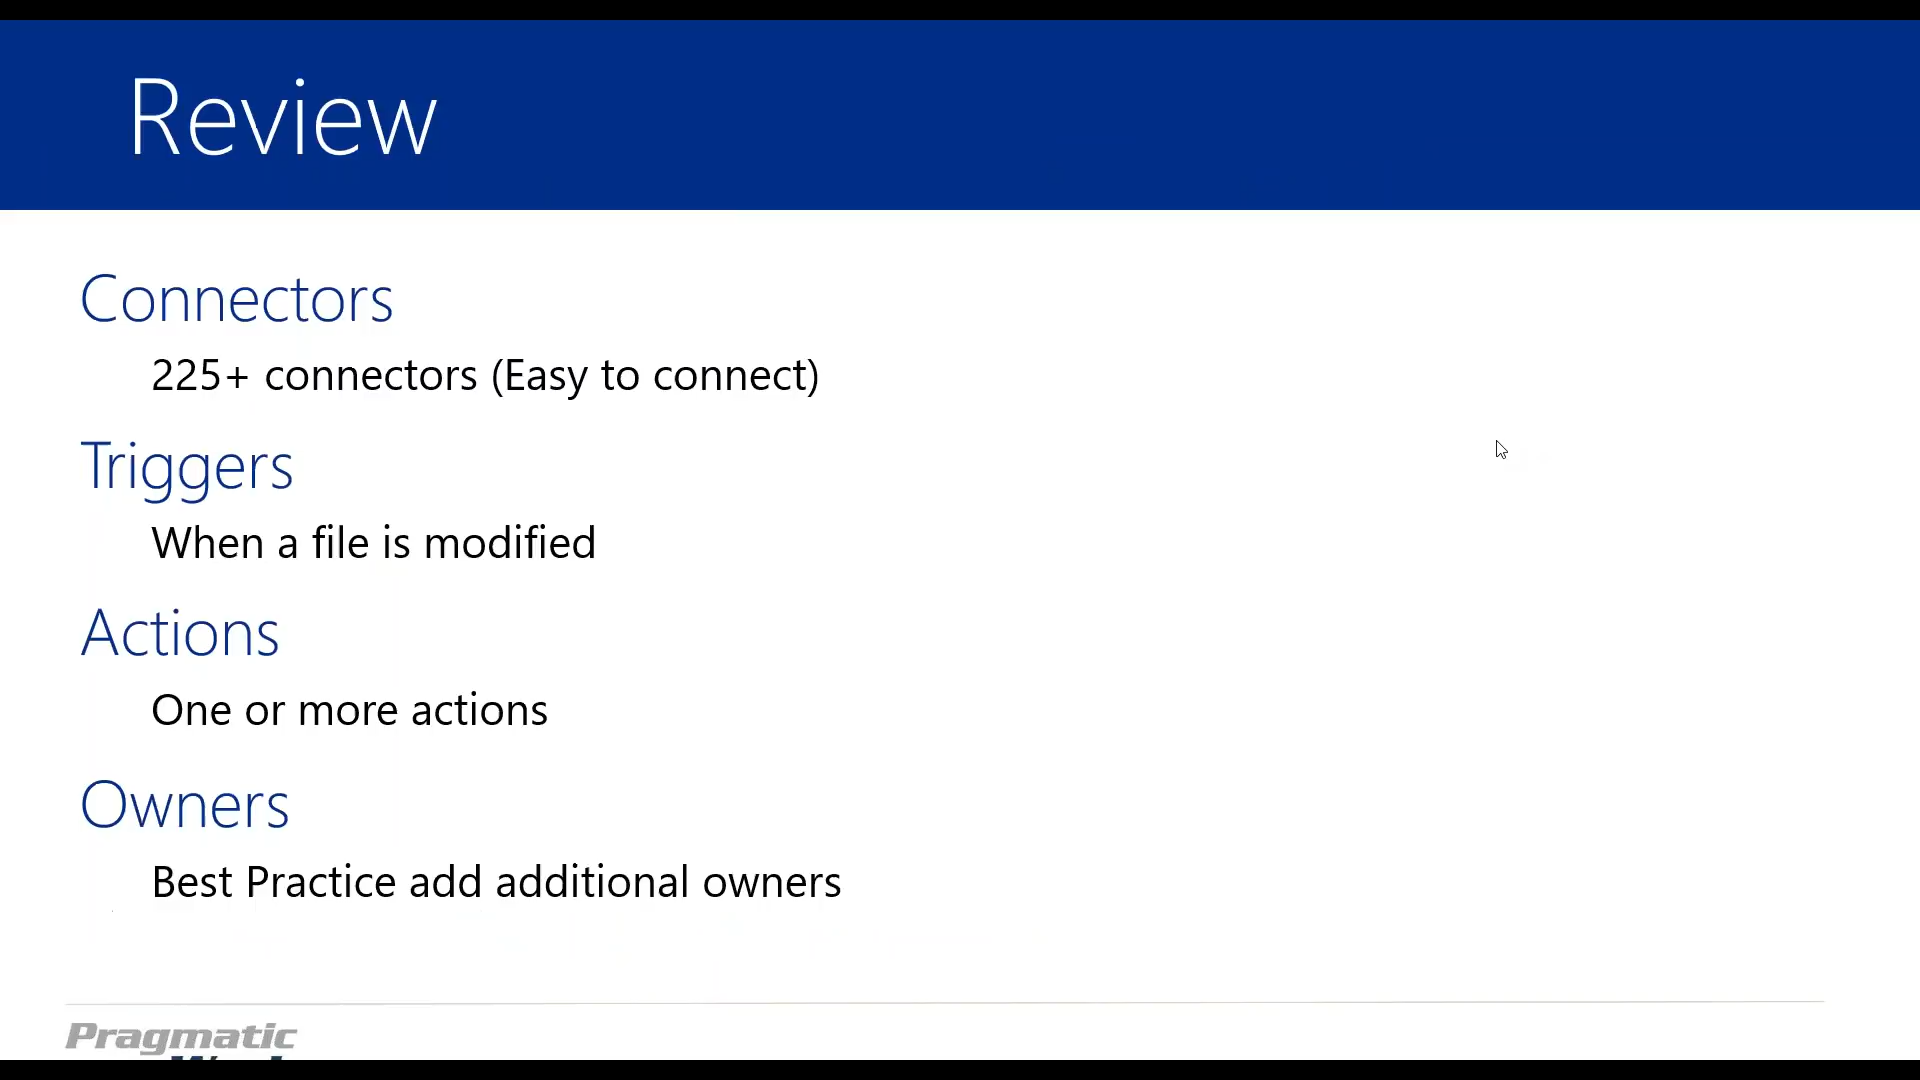 Review
Connectors
225+ connectors (Easy to connect)
Triggers
When a file is modified
Actions
One or more actions
Owners
Best Practice add additional owners
Pragmatic